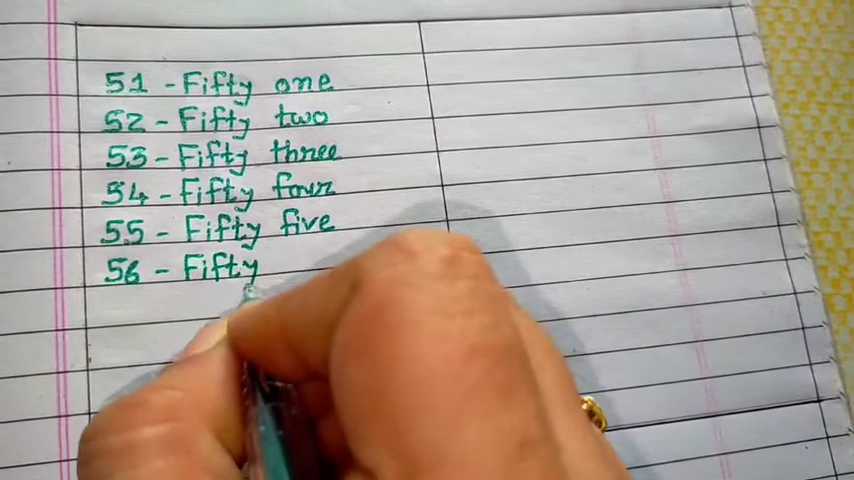 51 - Fifty one
52 - Fifty two
53 - Fifty three
54 - Fifty four
55 - Fifty five
56 - Fifty